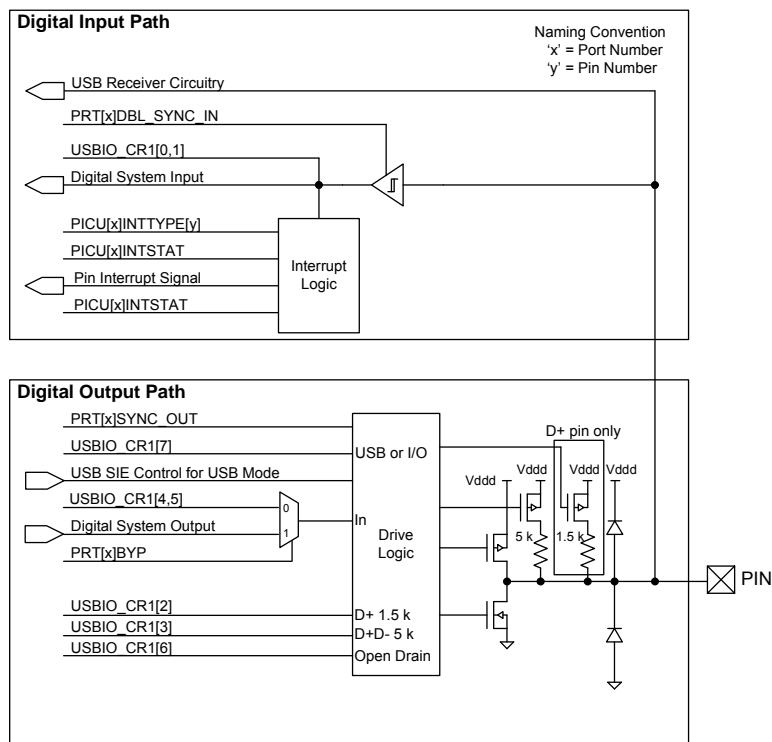 Digital Input Path
Naming Convention
'x' = Port Number
'y' = Pin Number
USB Receiver Circuitry
PRT[x]DBL_SYNC_IN
USBIO_CR1[0,1]
Digital System Input
PICU[x]INTTYPE[y]
PICU[x]INTSTAT
Pin Interrupt Signal
PICU[x]INTSTAT
Interrupt
Logic
Digital Output Path
PRT[x]SYNC_OUT
USBIO_CR1[7]
USB SIE Control for USB Mode
USBIO_CR1[4,5]
Digital System Output
PRT[x]BYP
0
1
USB or I/O
In
Drive
Logic
D+ pin only
Vddd
Vddd
Vddd
Vddd
5 k
1.5 k
PIN
USBIO_CR1[2]
USBIO_CR1[3]
USBIO_CR1[6]
D+ 1.5 k
D+D- 5 k
Open Drain